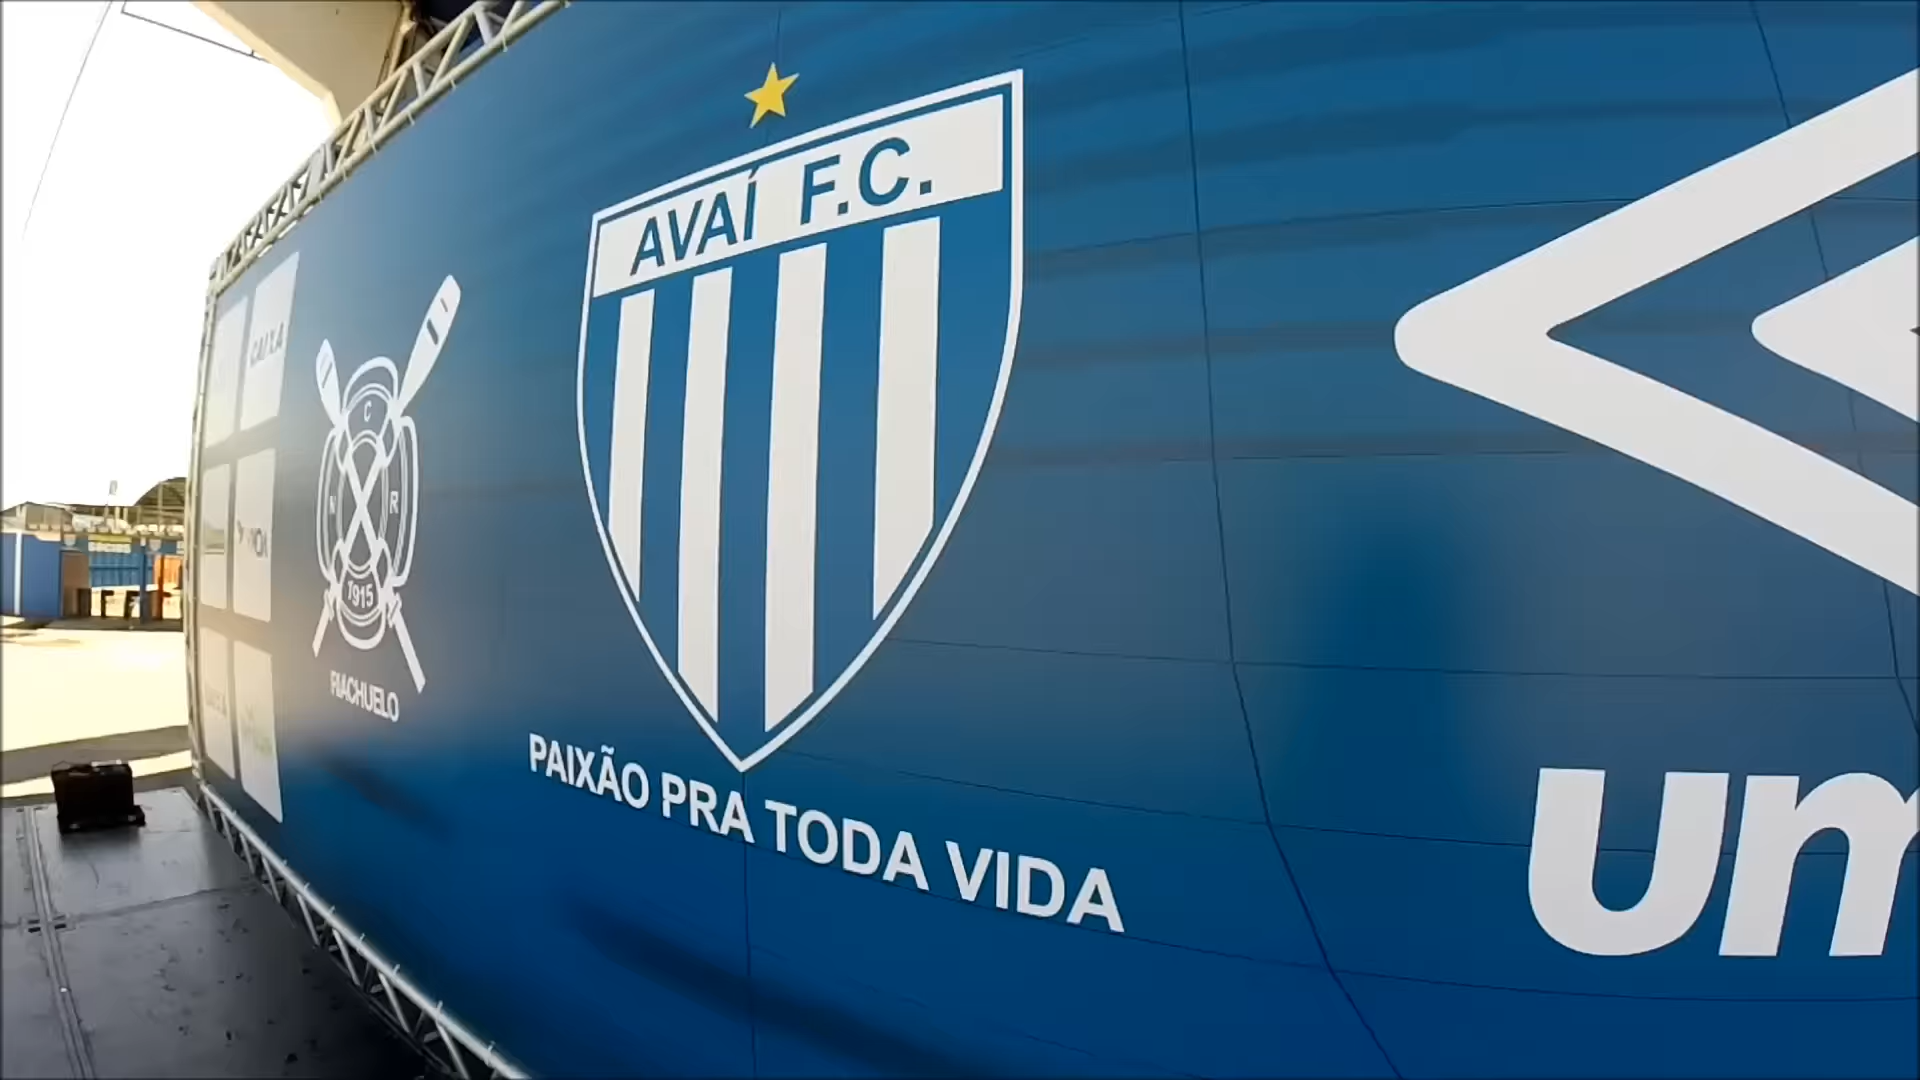 AVAÍ F.C.
CAIXA
C
N R
1915
RIACHUELO
PAIXÃO PRA TODA VIDA
um